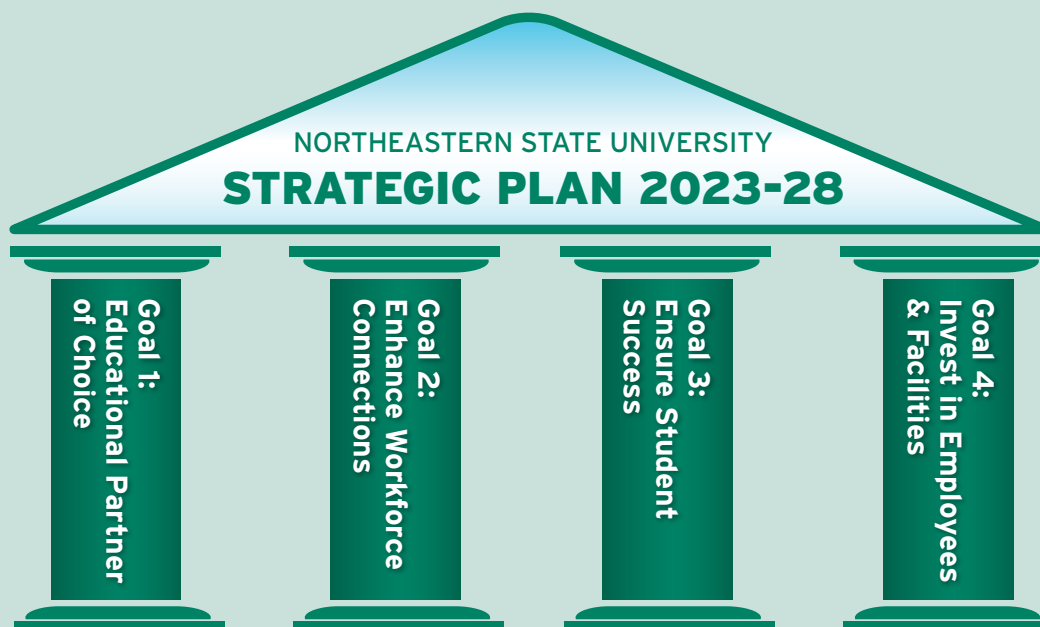 NORTHEASTERN STATE UNIVERSITY
STRATEGIC PLAN 2023-28
Goal 1:
Educational Partner
of Choice
Goal 2:
Enhance Workforce
Connections
Goal 3:
Ensure Student
Success
Goal 4:
Invest in Employees
& Facilities